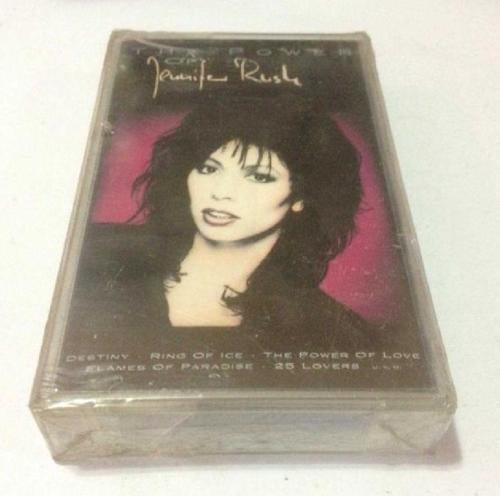 THE POWER
OF
Jennifer Rush
DESTINY · RING OF ICE · THE POWER OF LOVE
FLAMES OF PARADISE · 25 LOVERS U.V.M.